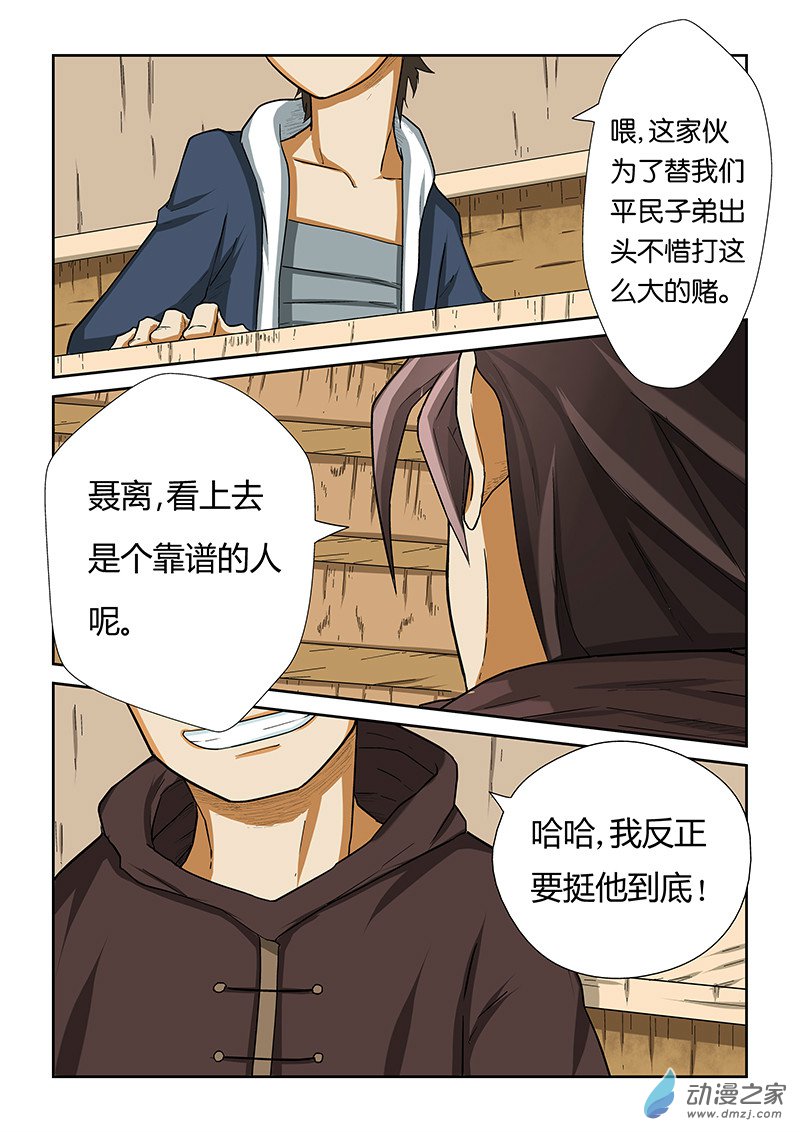 喂，这家伙
为了替我们
平民子弟出
头不惜打这
么大的赌。
聂离，看上去
是个靠谱的人
呢。
哈哈，我反正
要挺他到底！
动漫之家
www.dmzj.com